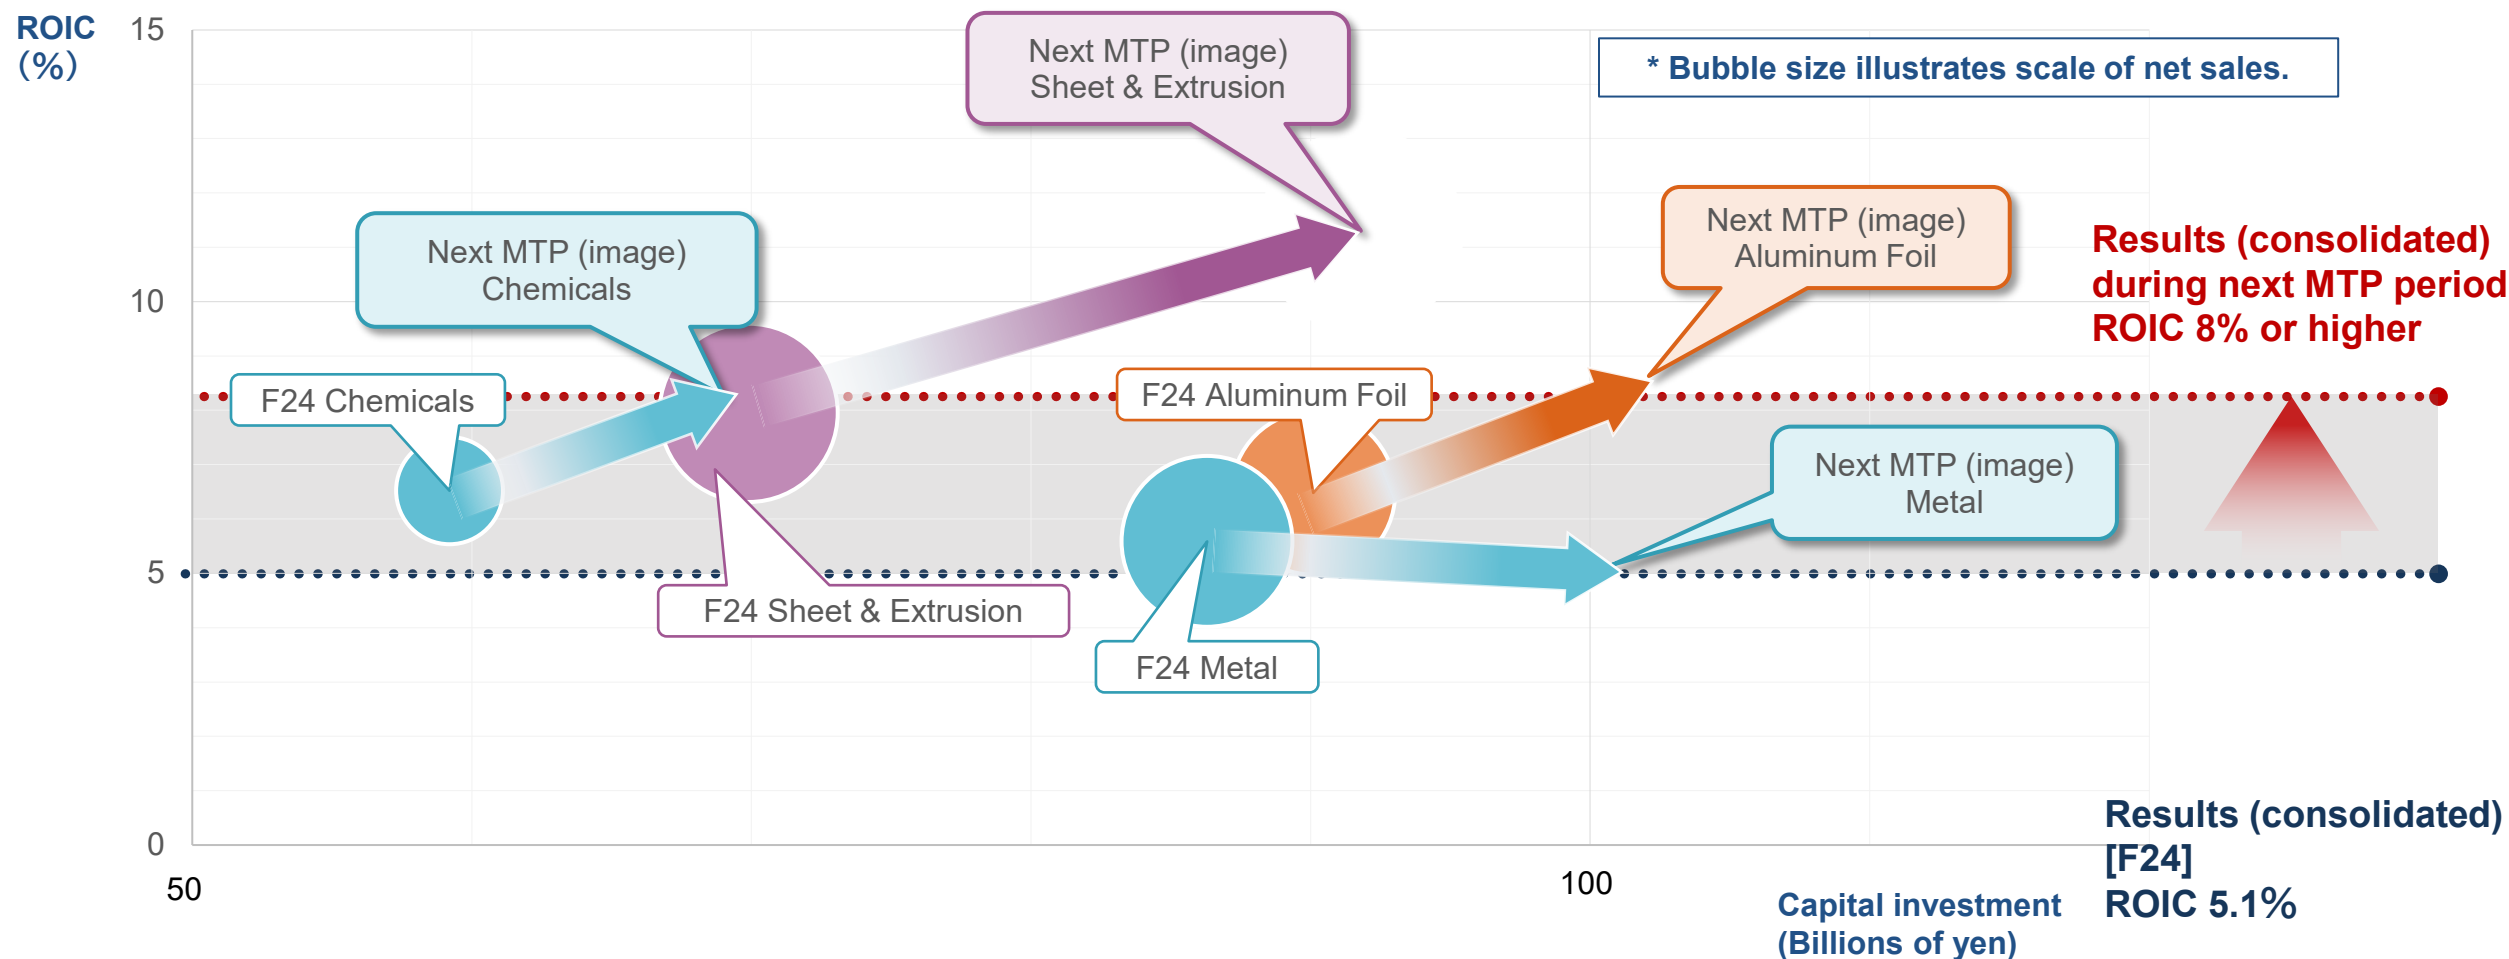 ROIC
(%)
15
10
5
0
50
100
Capital investment
(Billions of yen)
* Bubble size illustrates scale of net sales.
Next MTP (image)
Sheet & Extrusion
Next MTP (image)
Chemicals
Next MTP (image)
Aluminum Foil
Next MTP (image)
Metal
F24 Chemicals
F24 Aluminum Foil
F24 Sheet & Extrusion
F24 Metal
Results (consolidated)
during next MTP period
ROIC 8% or higher
Results (consolidated)
[F24]
ROIC 5.1%